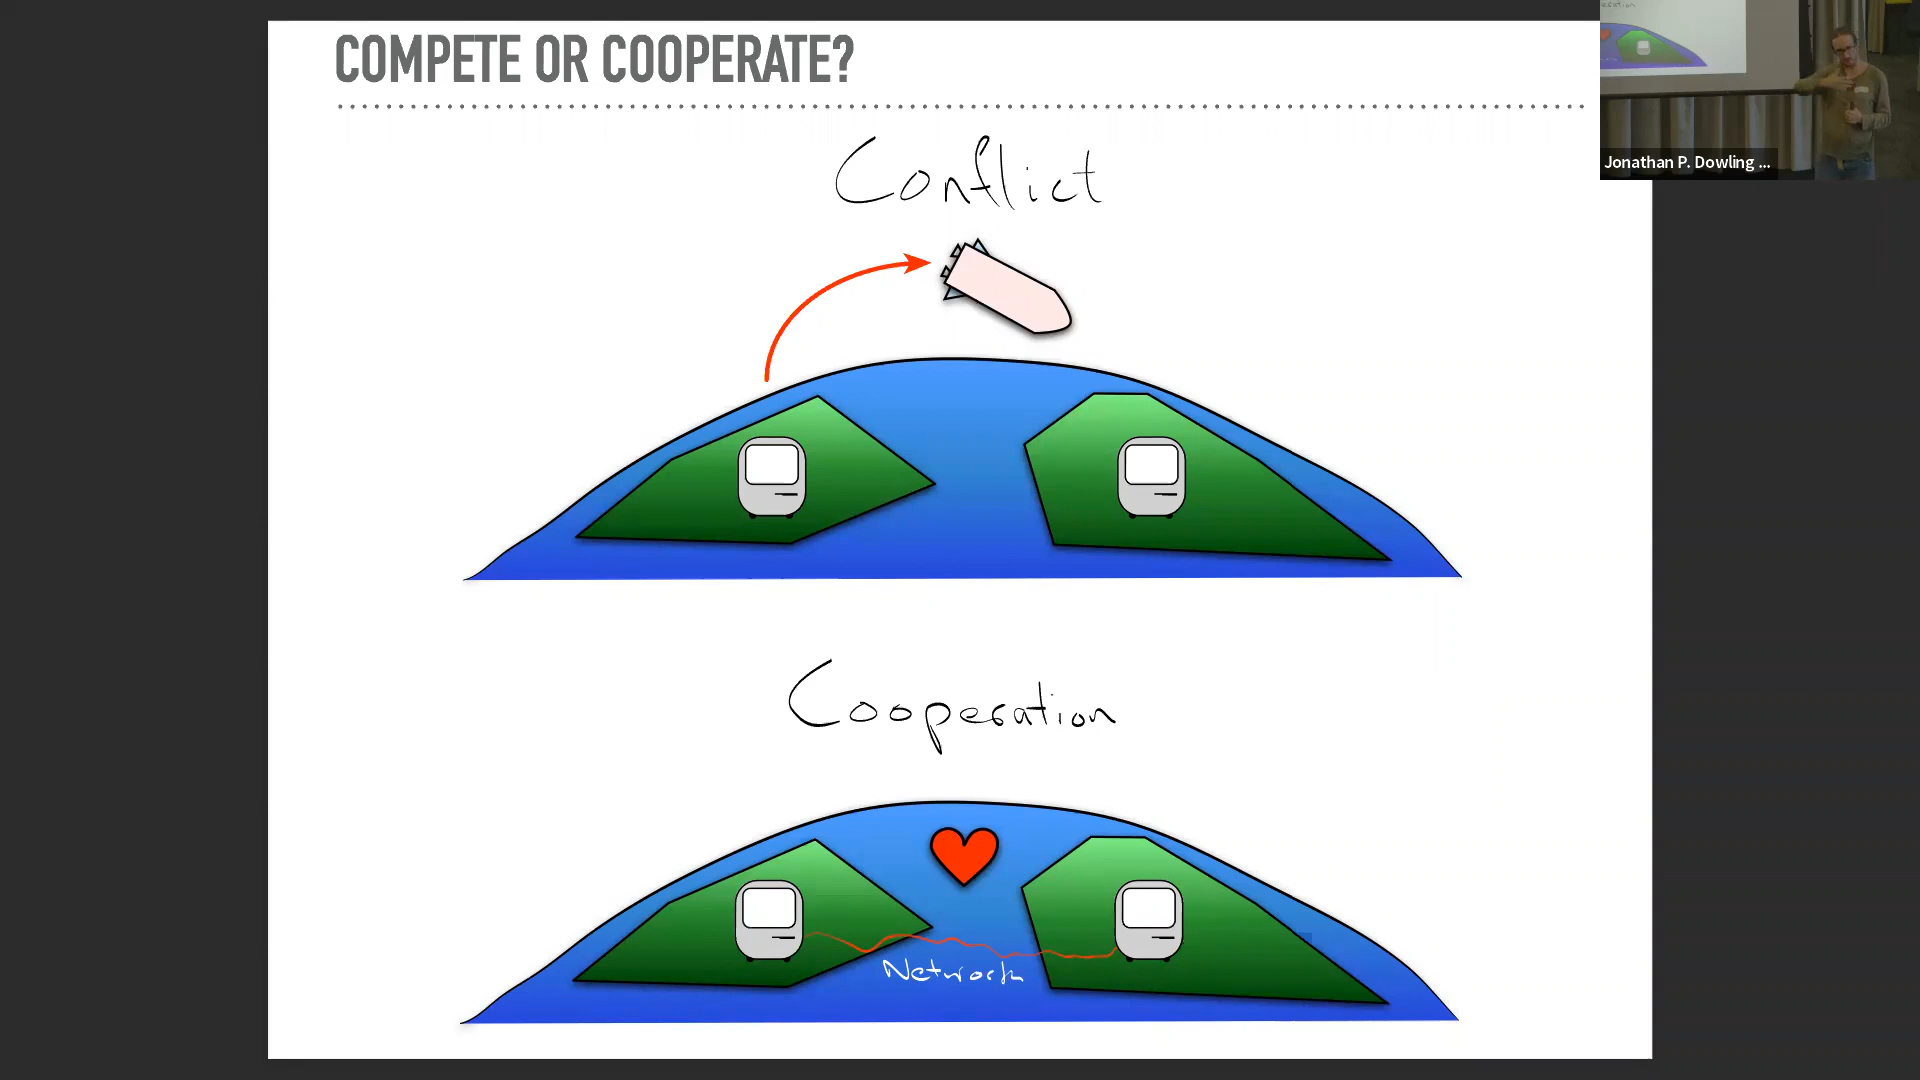 COMPETE OR COOPERATE?
Conflict
Cooperation
Network
Jonathan P. Dowling ...